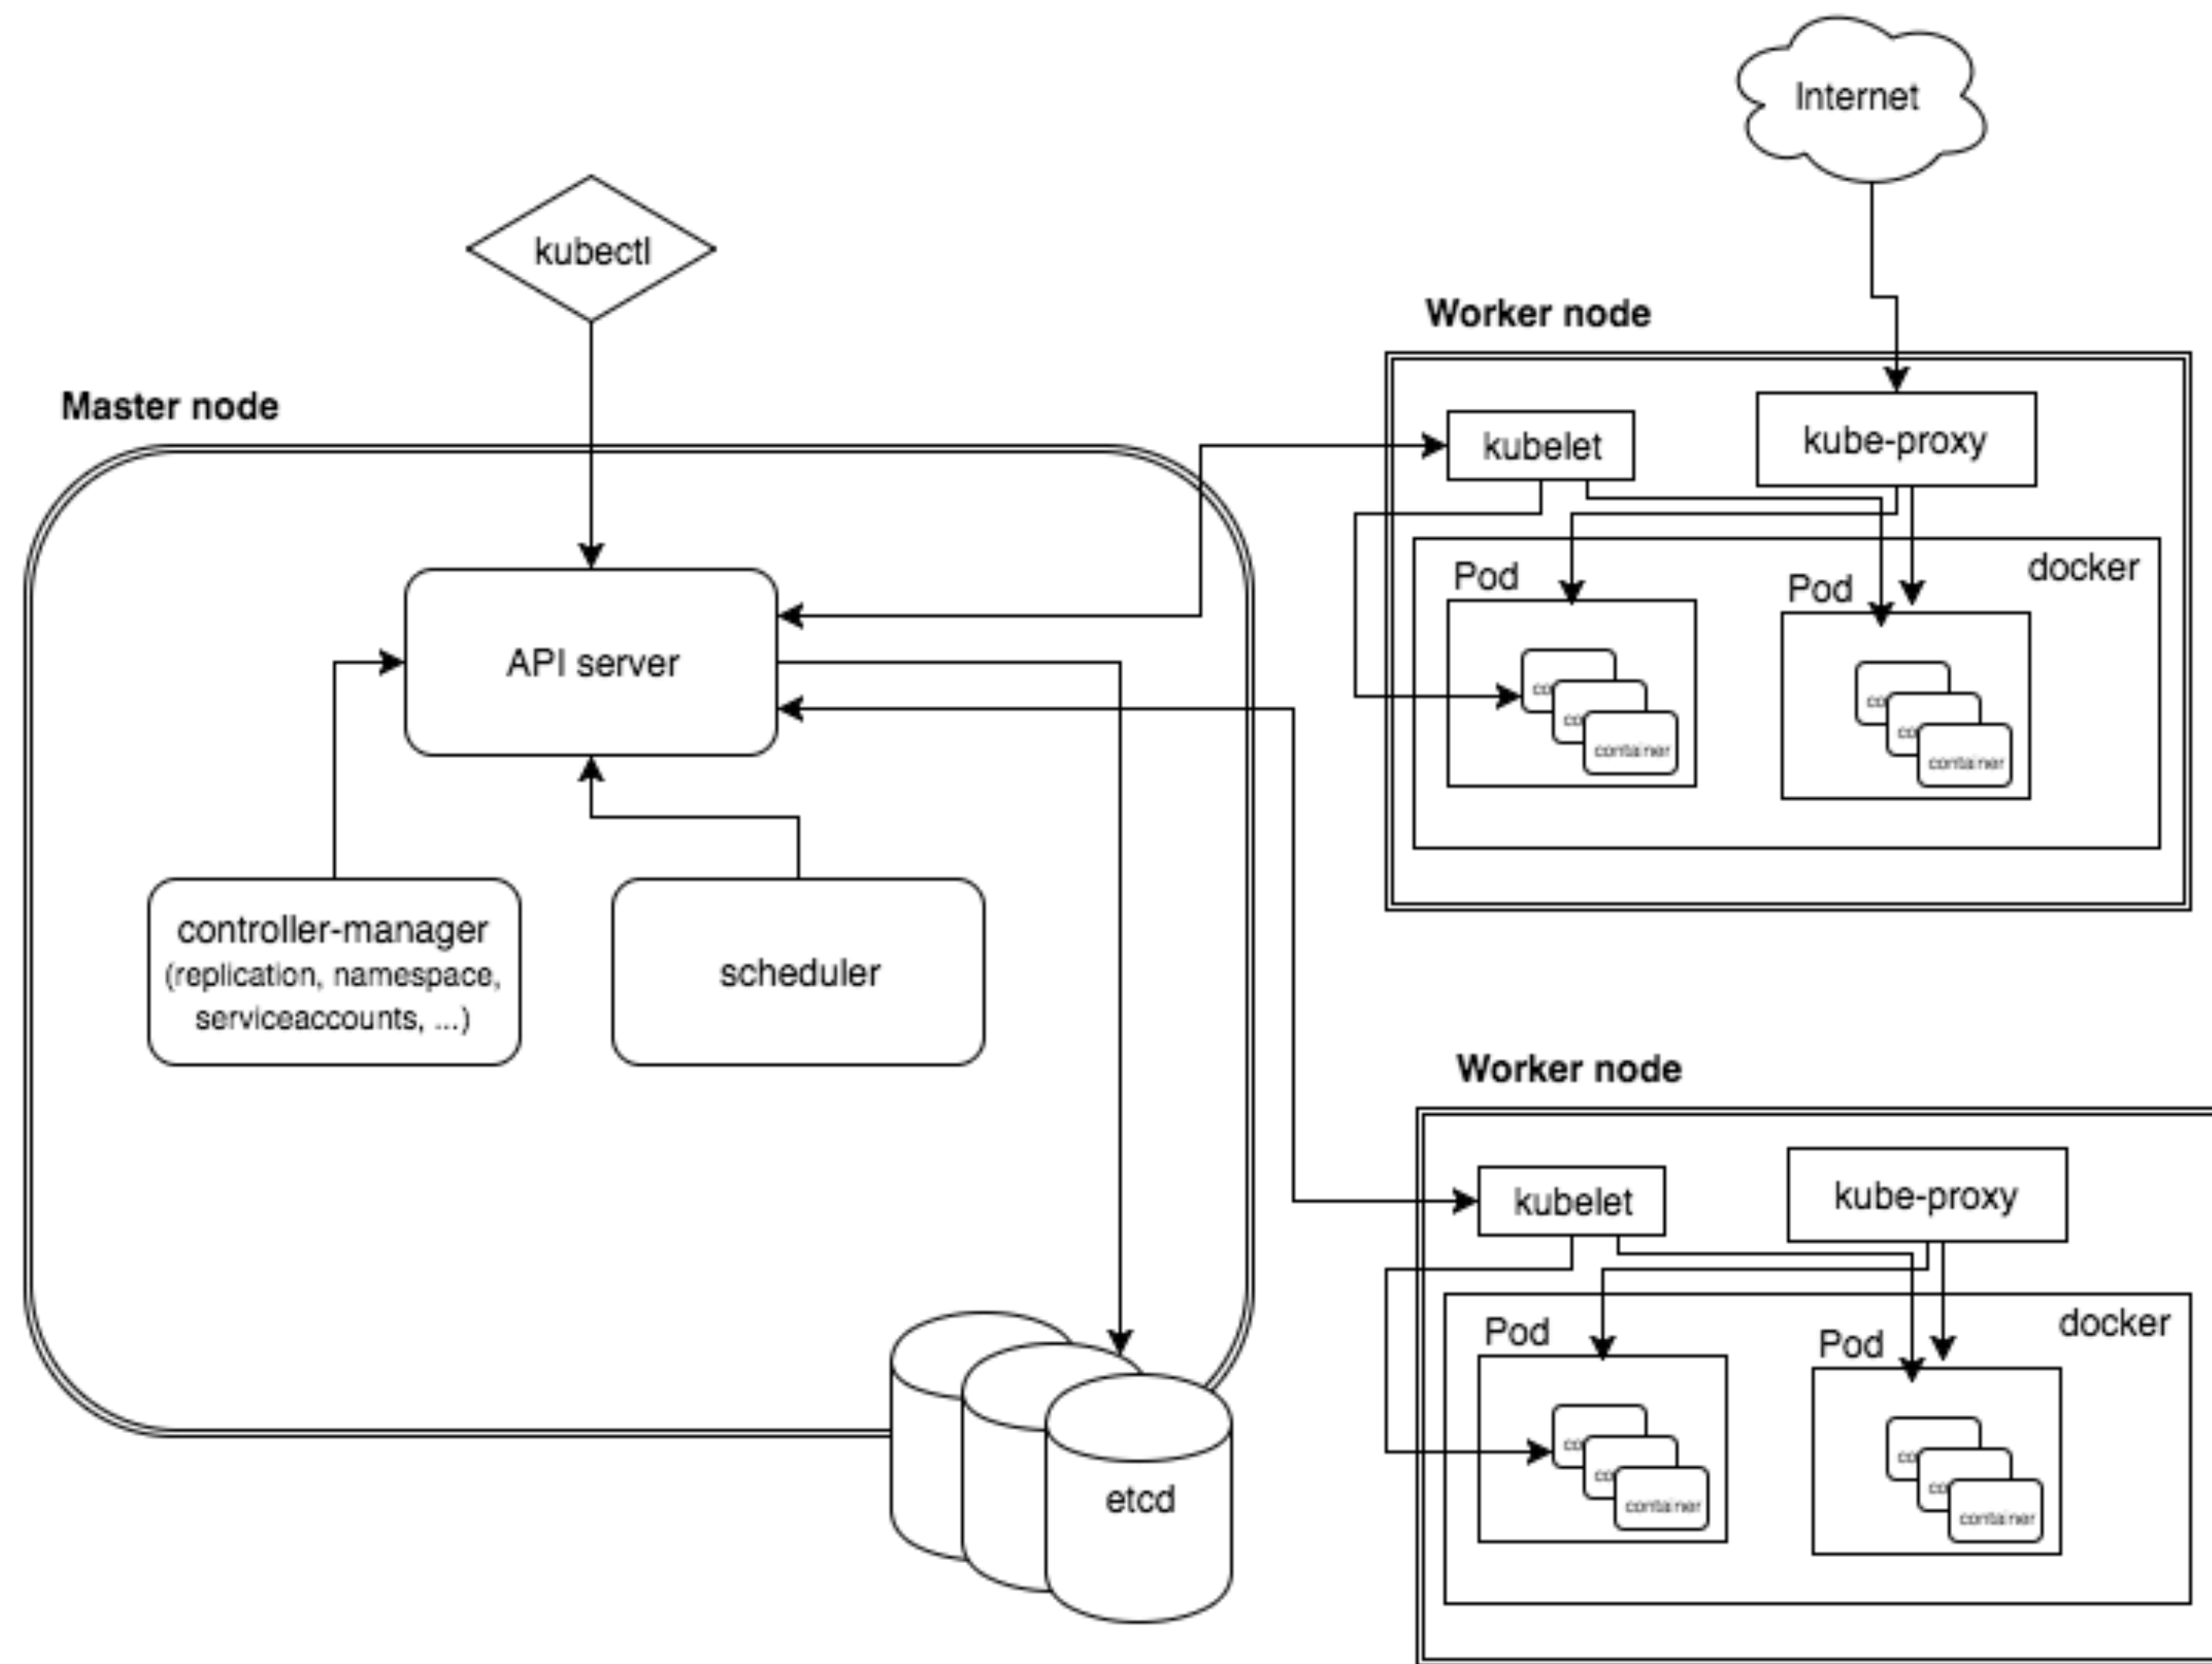 Internet
kubectl
Worker node
Master node
kubelet
kube-proxy
docker
Pod
Pod
API server
container
container
controller-manager
(replication, namespace,
serviceaccounts, ...)
scheduler
Worker node
kubelet
kube-proxy
docker
Pod
Pod
etcd
container
container